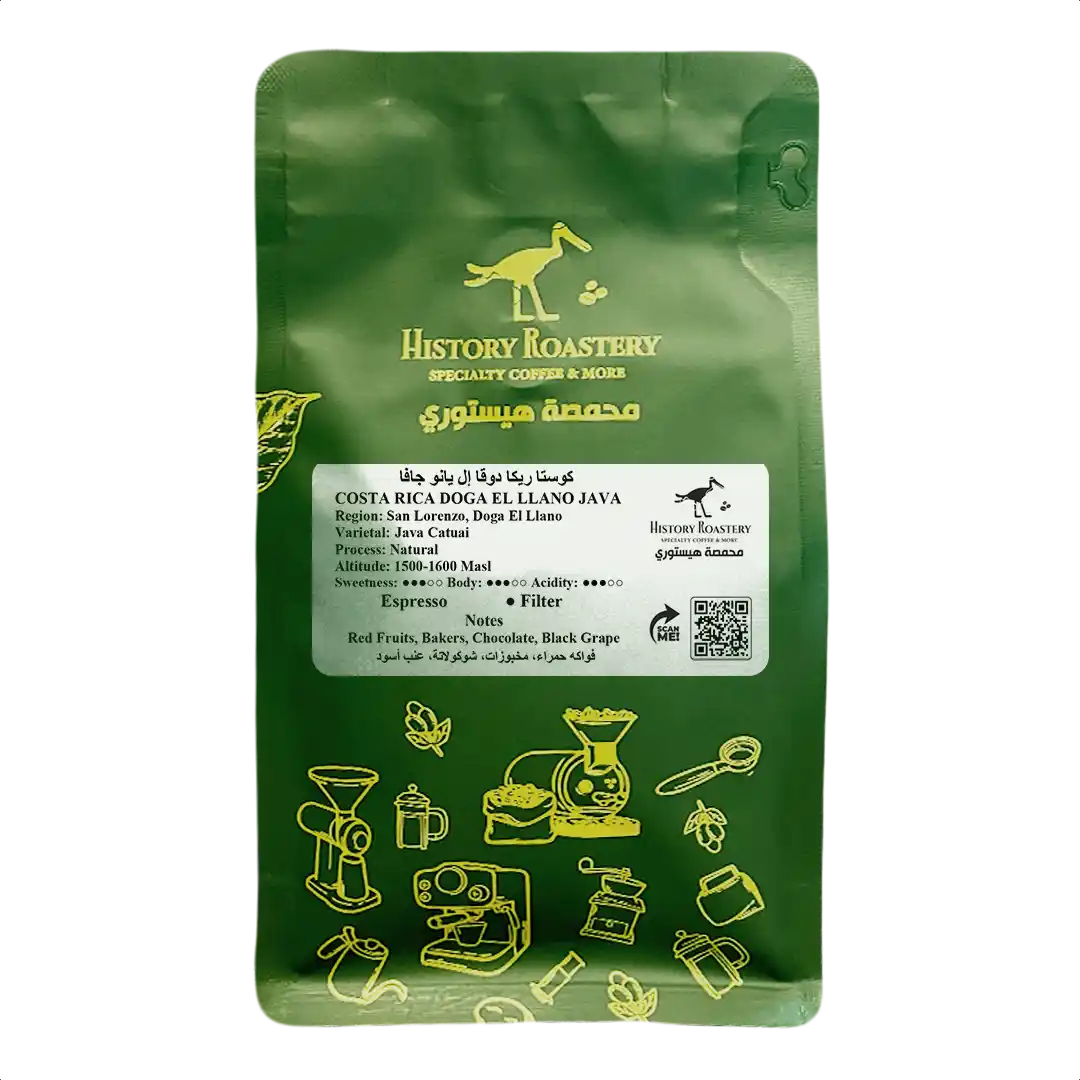 HISTORY ROASTERY
SPECIALTY COFFEE & MORE
محمصة هيستوري
كوستا ريكا دوقا إل يانو جافا
COSTA RICA DOGA EL LLANO JAVA
Region: San Lorenzo, Doga El Llano
Varietal: Java Catuai
Process: Natural
Altitude: 1500-1600 Masl
Sweetness: ●●●○○ Body: ●●●○○ Acidity: ●●●○○
Espresso ● Filter
Notes
Red Fruits, Bakers, Chocolate, Black Grape
فواكه حمراء، مخبوزات، شوكولاتة، عنب أسود
HISTORY ROASTERY
SPECIALTY COFFEE & MORE
محمصة هيستوري
SCAN
ME!